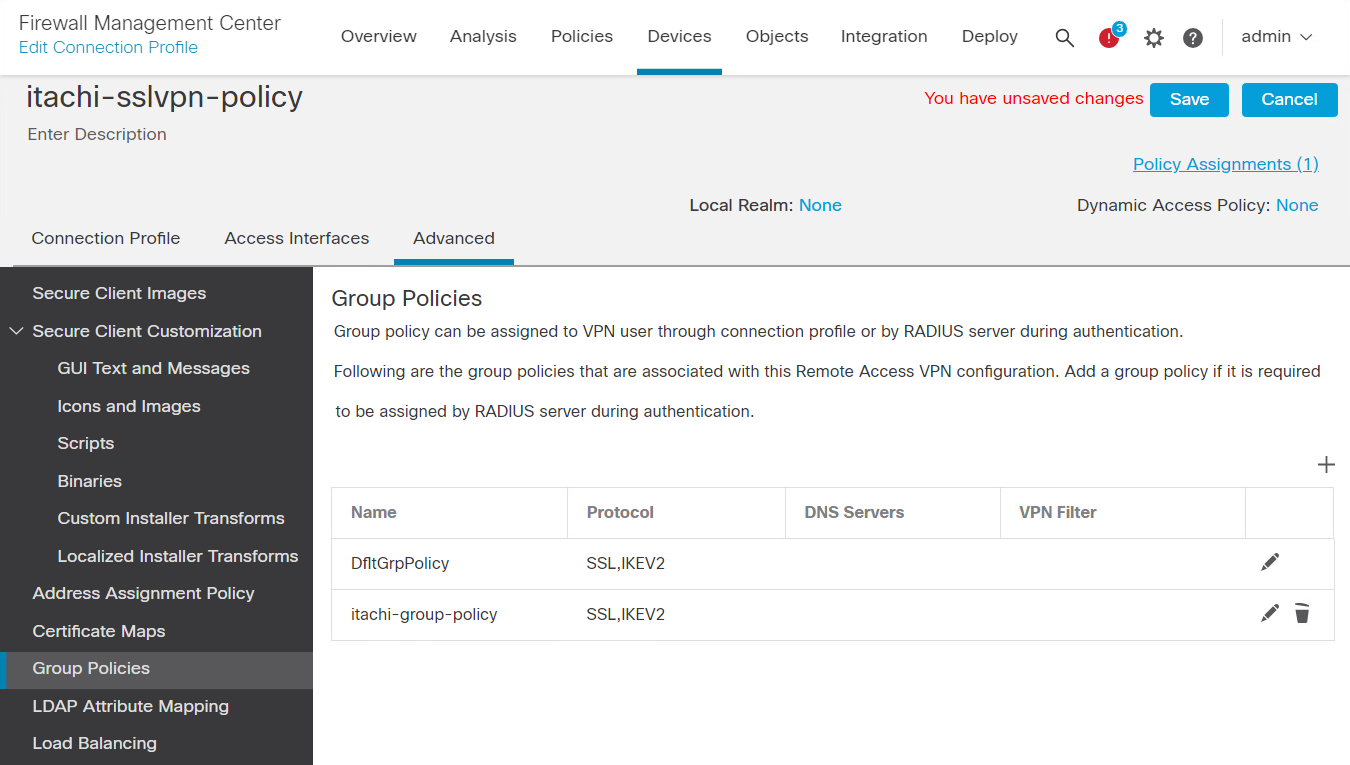 Firewall Management Center
Edit Connection Profile
Overview Analysis Policies Devices Objects Integration Deploy 3 admin
itachi-sslvpn-policy
You have unsaved changes Save Cancel
Enter Description
Policy Assignments (1)
Local Realm: None Dynamic Access Policy: None
Connection Profile Access Interfaces Advanced
Secure Client Images
Secure Client Customization
GUI Text and Messages
Icons and Images
Scripts
Binaries
Custom Installer Transforms
Localized Installer Transforms
Address Assignment Policy
Certificate Maps
Group Policies
LDAP Attribute Mapping
Load Balancing
Group Policies
Group policy can be assigned to VPN user through connection profile or by RADIUS server during authentication.
Following are the group policies that are associated with this Remote Access VPN configuration. Add a group policy if it is required
to be assigned by RADIUS server during authentication.
Name Protocol DNS Servers VPN Filter
DfltGrpPolicy SSL,IKEV2
itachi-group-policy SSL,IKEV2